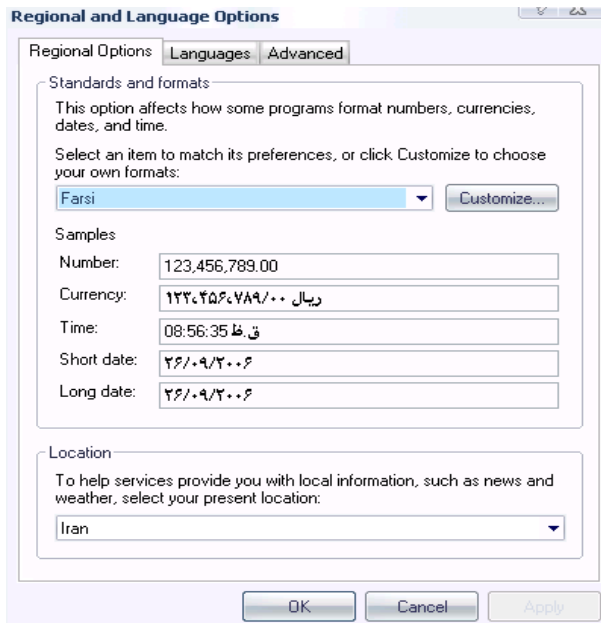 Regional and Language Options
Regional Options Languages Advanced
Standards and formats
This option affects how some programs format numbers, currencies,
dates, and time.
Select an item to match its preferences, or click Customize to choose
your own formats:
Farsi Customize...
Samples
Number: 123,456,789.00
Currency: ريال ۱۲۳،۴۵۶،۷۸۹/۰۰
Time: 08:56:35 ق.ظ
Short date: ۲۶/۰۹/۲۰۰۶
Long date: ۲۶/۰۹/۲۰۰۶
Location
To help services provide you with local information, such as news and
weather, select your present location:
Iran
OK Cancel Apply